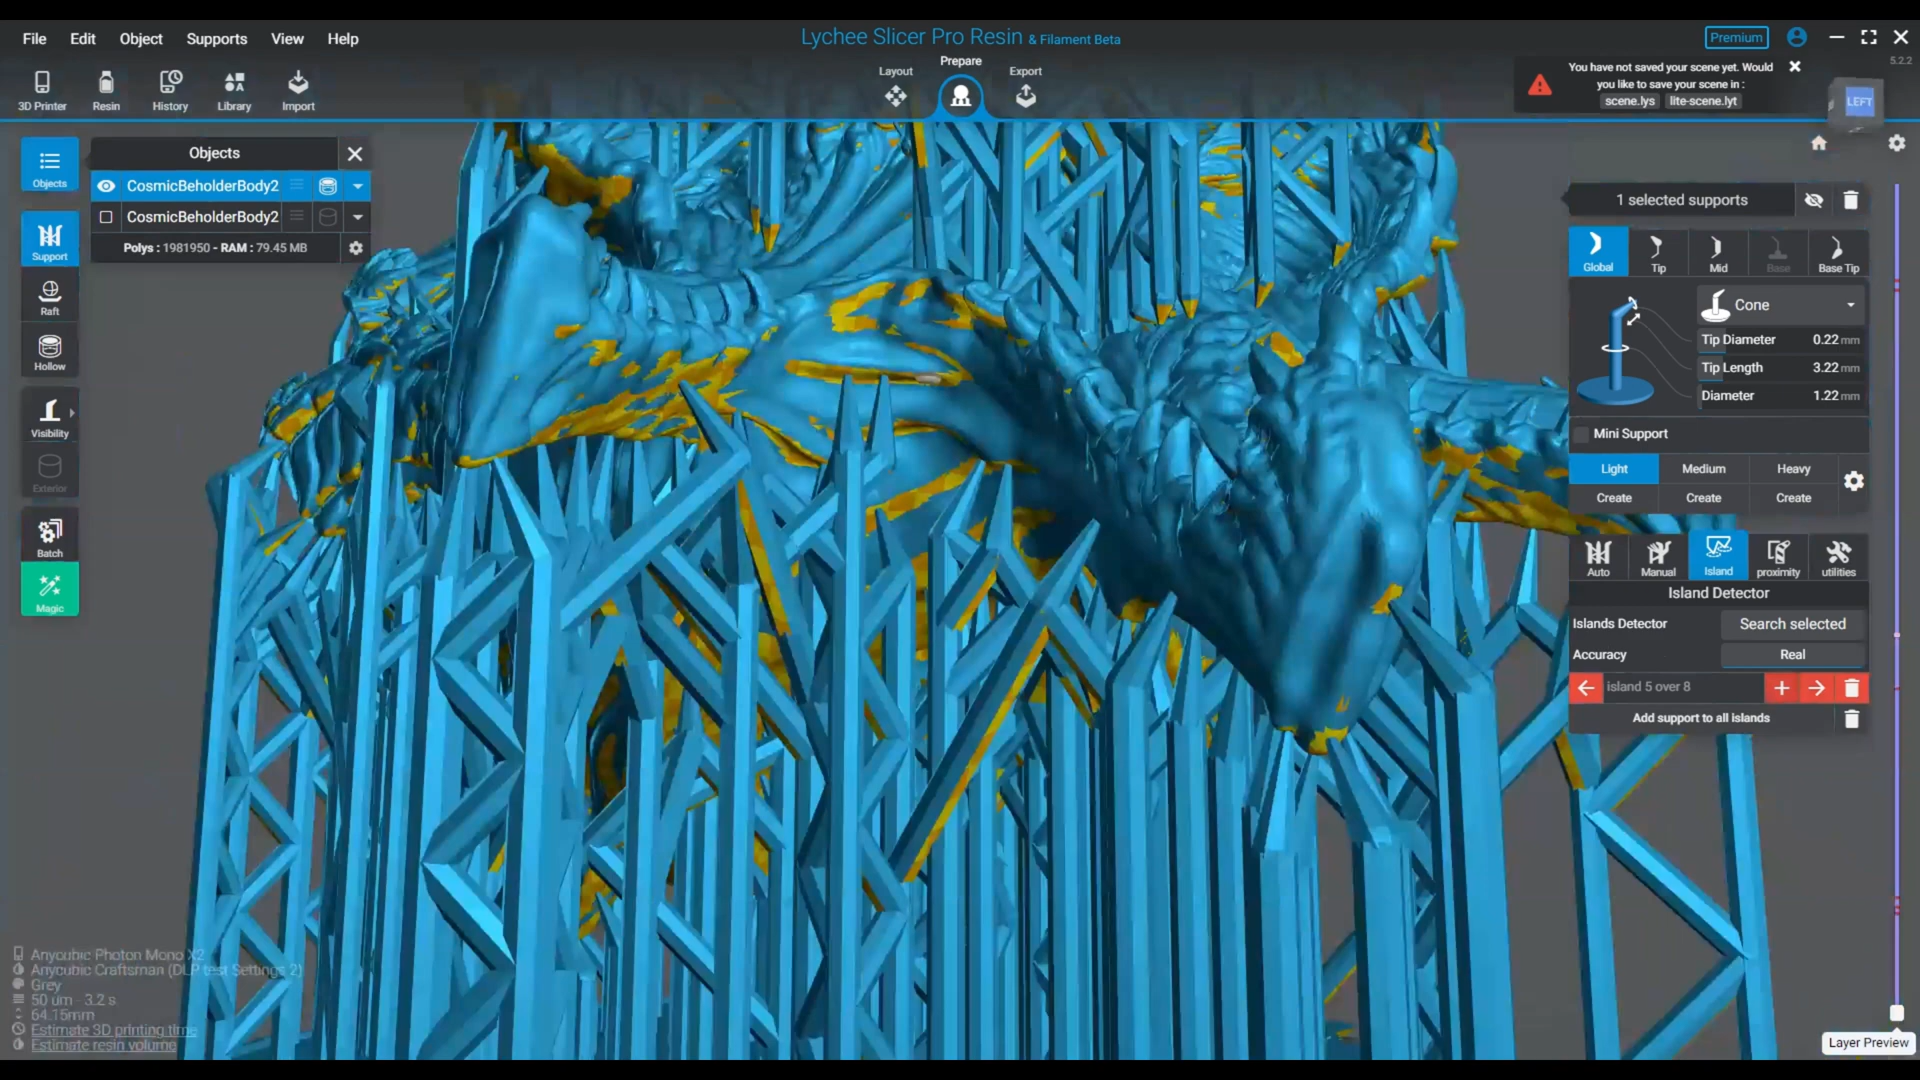 File Edit Object Supports View Help
Lychee Slicer Pro Resin & Filament Beta
Premium
5.2.2
3D Printer Resin History Library Import
Layout Prepare Export
You have not saved your scene yet. Would
you like to save your scene in :
scene.lys lite-scene.lyt
LEFT
Objects
Objects
CosmicBeholderBody2
CosmicBeholderBody2
Polys : 1981950 - RAM : 79.45 MB
Support
Raft
Hollow
Visibility
Exterior
Batch
Magic
1 selected supports
Global Tip Mid Base Base Tip
Cone
Tip Diameter 0.22 mm
Tip Length 3.22 mm
Diameter 1.22 mm
Mini Support
Light Medium Heavy
Create Create Create
Auto Manual Island proximity utilities
Island Detector
Islands Detector Search selected
Accuracy Real
island 5 over 8
Add support to all islands
Anycubic Photon Mono X2
Anycubic Craftsman (DLP test Settings 2)
Grey
50 um - 3.2 s
64.15mm
Estimate 3D printing time
Estimate resin volume
Layer Preview